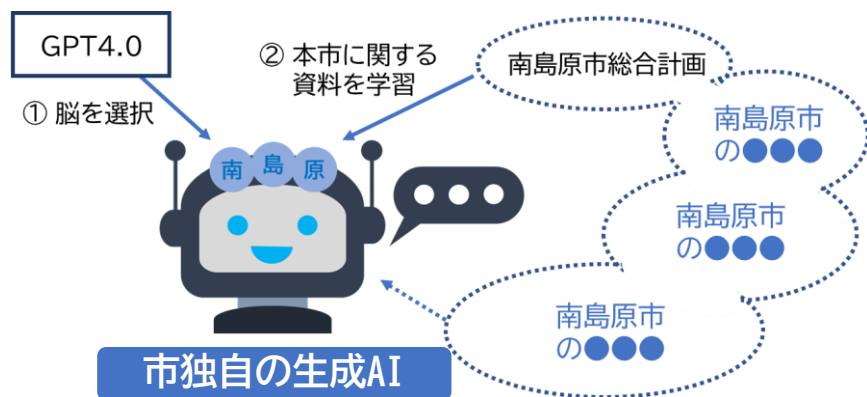 GPT4.0
① 脳を選択
② 本市に関する
資料を学習
南島原市総合計画
南島原市
の●●●
南島原市
の●●●
南島原市
の●●●
南島原
市独自の生成AI